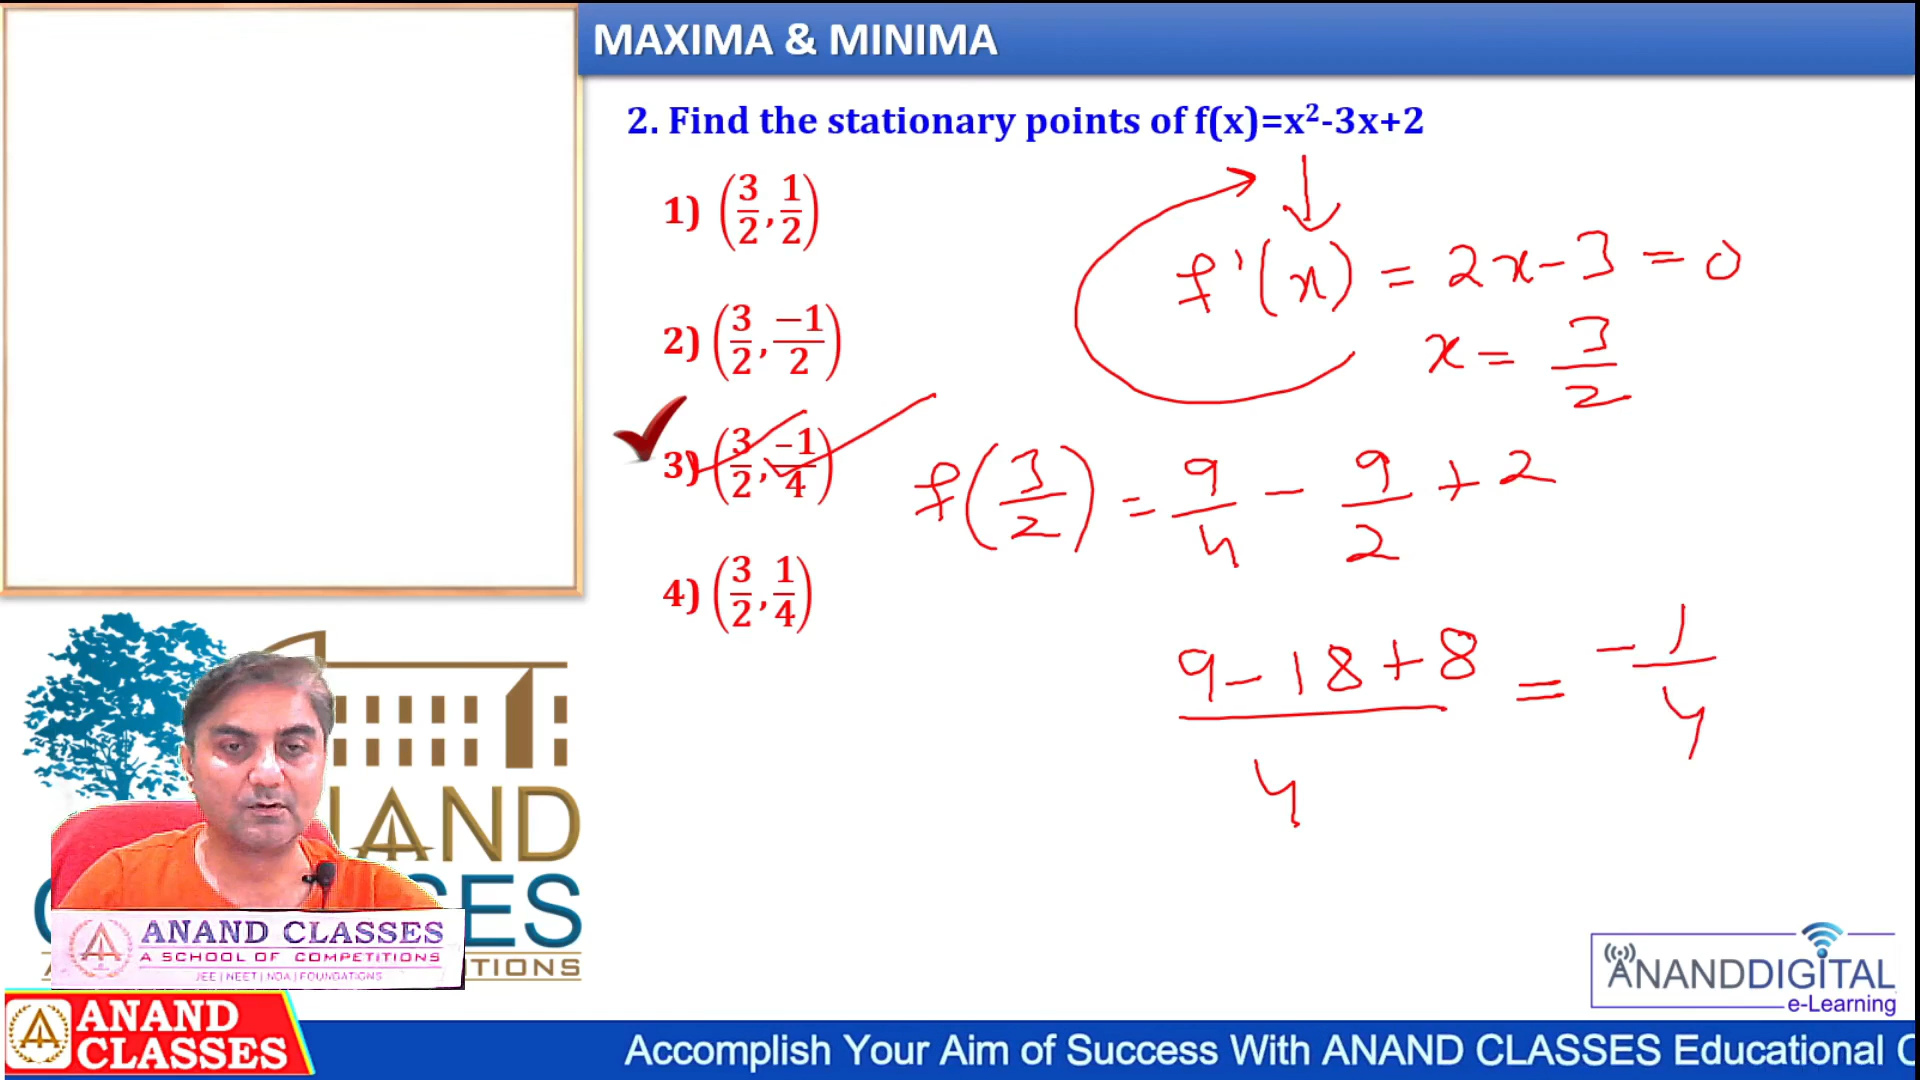 MAXIMA & MINIMA
2. Find the stationary points of f(x)=x²-3x+2
1) (3/2, 1/2)
2) (3/2, −1/2)
3) (3/2, −1/4)
4) (3/2, 1/4)
f'(x) = 2x-3 = 0
x = 3/2
f(3/2) = 9/4 - 9/2 + 2
9-18+8/4 = -1/4
ANAND CLASSES
A SCHOOL OF COMPETITIONS
JEE | NEET | NDA | FOUNDATIONS
ANAND
CLASSES
ANANDDIGITAL
e-Learning
Accomplish Your Aim of Success With ANAND CLASSES Educational